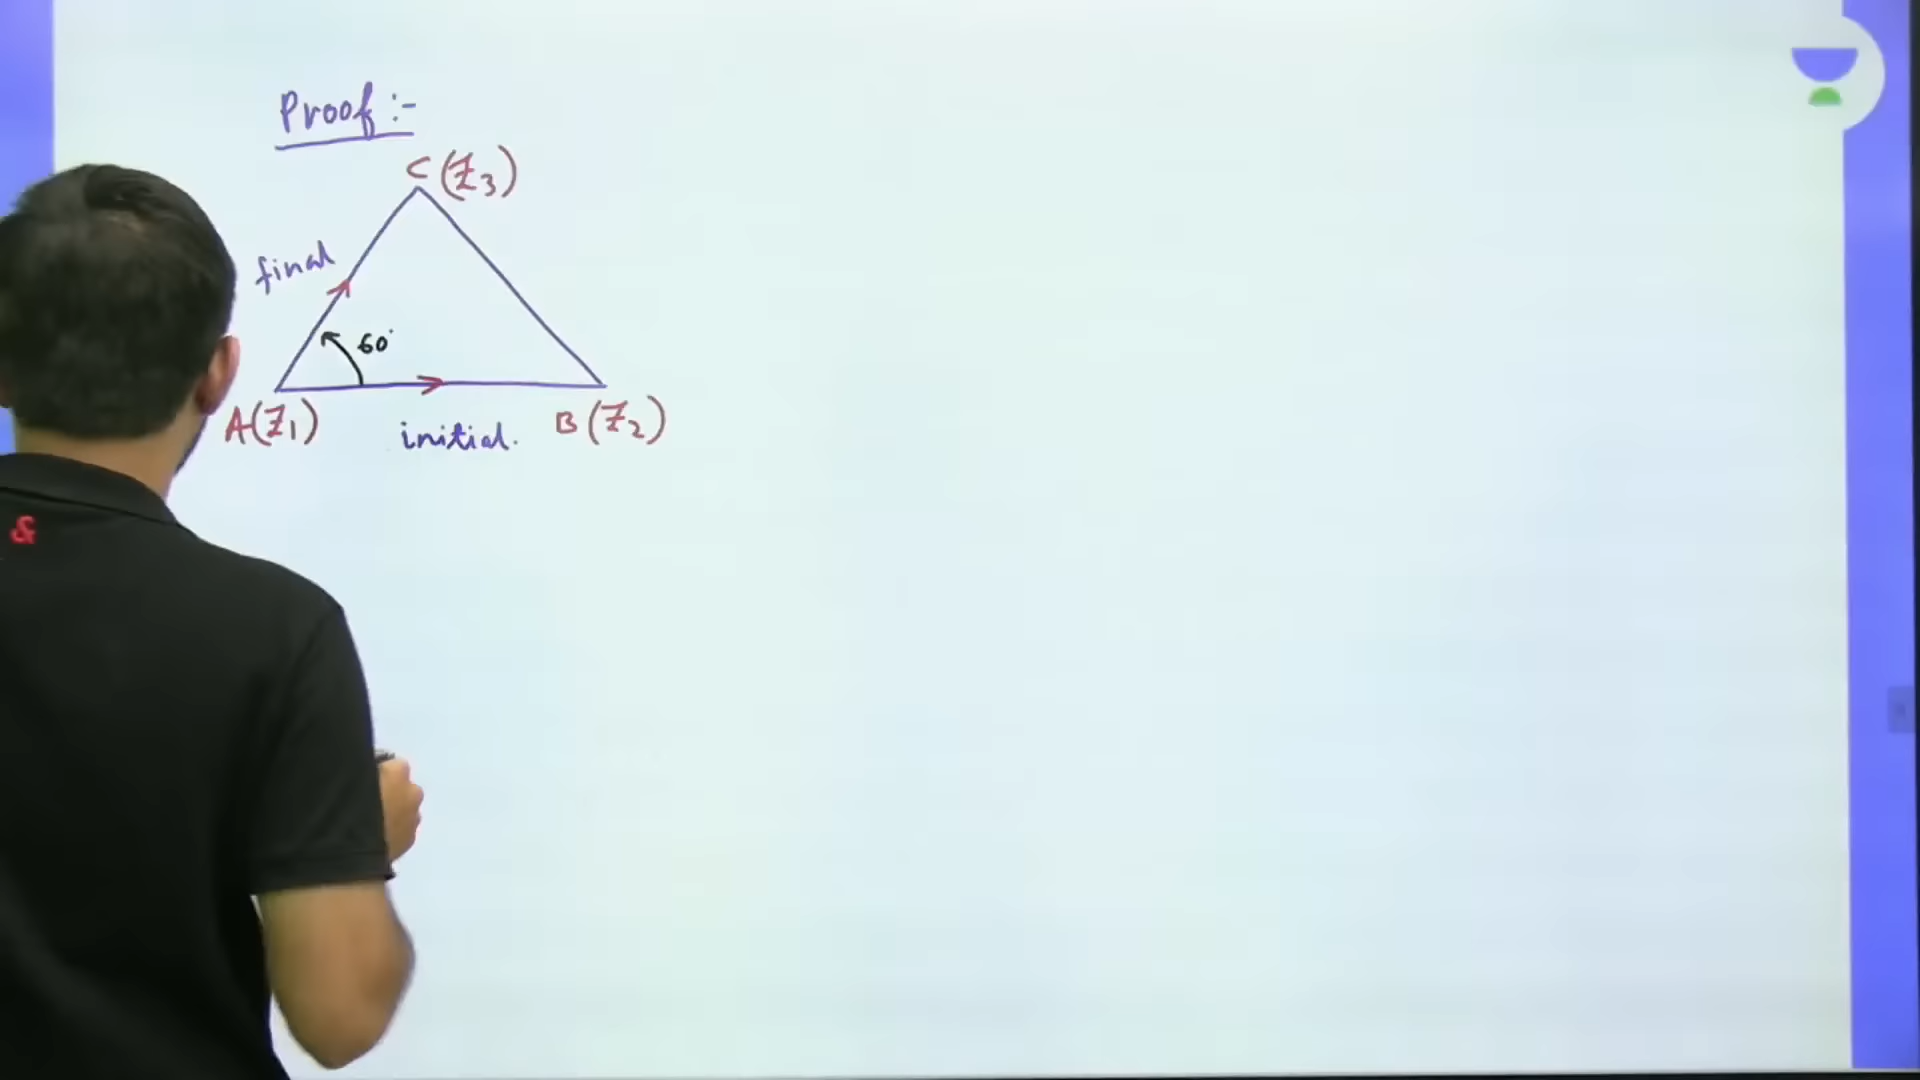 Proof :-
C (Z3)
final
60°
A(Z1)
initial.
B (Z2)
&